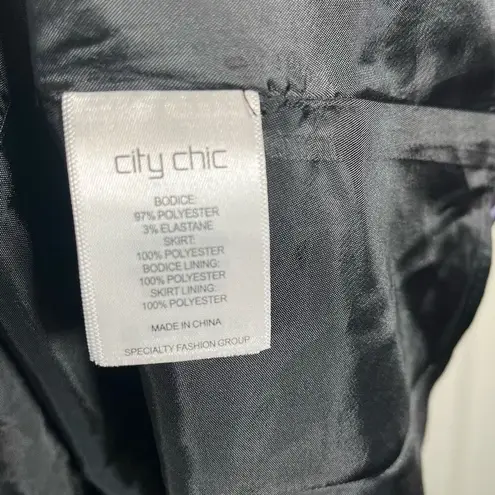 city chic
BODICE:
97% POLYESTER
3% ELASTANE
SKIRT:
100% POLYESTER
BODICE LINING:
100% POLYESTER
SKIRT LINING:
100% POLYESTER
MADE IN CHINA
SPECIALTY FASHION GROUP